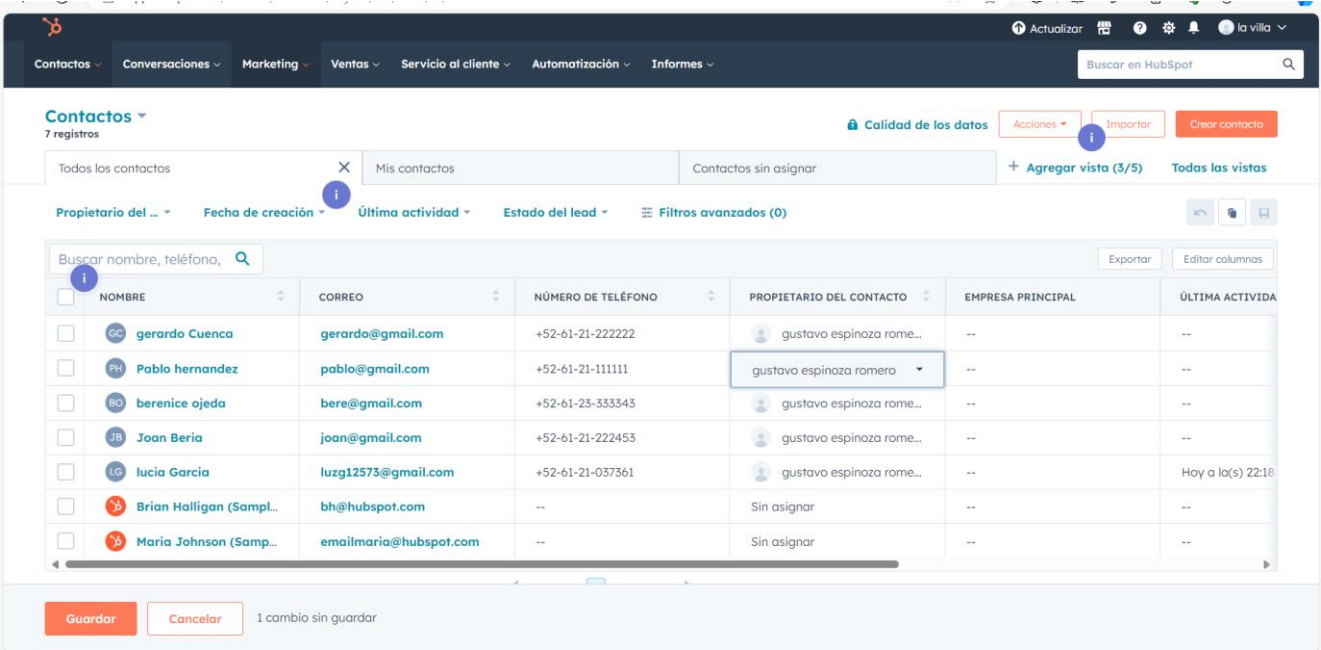 Actualizar la villa
Contactos Conversaciones Marketing Ventas Servicio al cliente Automatización Informes Buscar en HubSpot
Contactos
7 registros
Calidad de los datos Acciones Importar Crear contacto
Todos los contactos Mis contactos Contactos sin asignar + Agregar vista (3/5) Todas las vistas
Propietario del ... Fecha de creación Última actividad Estado del lead Filtros avanzados (0)
Buscar nombre, teléfono, Exportar Editar columnas
NOMBRE CORREO NÚMERO DE TELÉFONO PROPIETARIO DEL CONTACTO EMPRESA PRINCIPAL ÚLTIMA ACTIVIDA
GC gerardo Cuenca gerardo@gmail.com +52-61-21-222222 gustavo espinoza rome... -- --
PH Pablo hernandez pablo@gmail.com +52-61-21-111111 gustavo espinoza romero -- --
BO berenice ojeda bere@gmail.com +52-61-23-333343 gustavo espinoza rome... -- --
JB Joan Beria joan@gmail.com +52-61-21-222453 gustavo espinoza rome... -- --
LG lucia Garcia luzg12573@gmail.com +52-61-21-037361 gustavo espinoza rome... -- Hoy a la(s) 22:18
Brian Halligan (Sampl... bh@hubspot.com -- Sin asignar -- --
Maria Johnson (Samp... emailmaria@hubspot.com -- Sin asignar -- --
Guardar Cancelar 1 cambio sin guardar